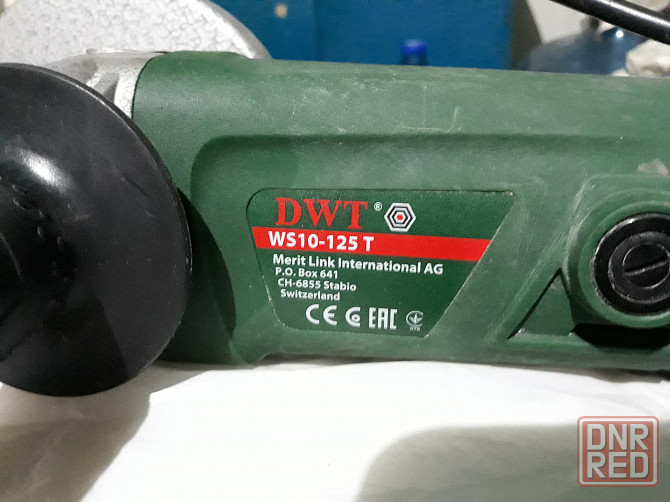 DWT ®
WS10-125 T
Merit Link International AG
P.O. Box 641
CH-6855 Stabio
Switzerland
CE EAC
DNR
RED